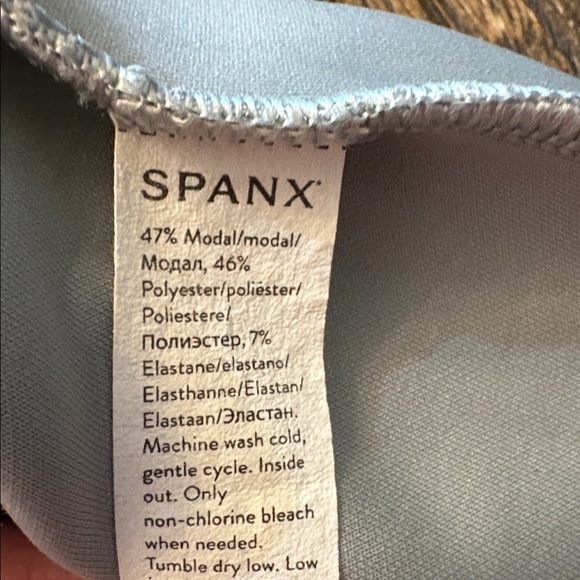 SPANX
47% Modal/modal/
Модал, 46%
Polyester/poliéster/
Poliestere/
Полиэстер, 7%
Elastane/elastano/
Elasthanne/Elastan/
Elastaan/Эластан.
Machine wash cold,
gentle cycle. Inside
out. Only
non-chlorine bleach
when needed.
Tumble dry low. Low